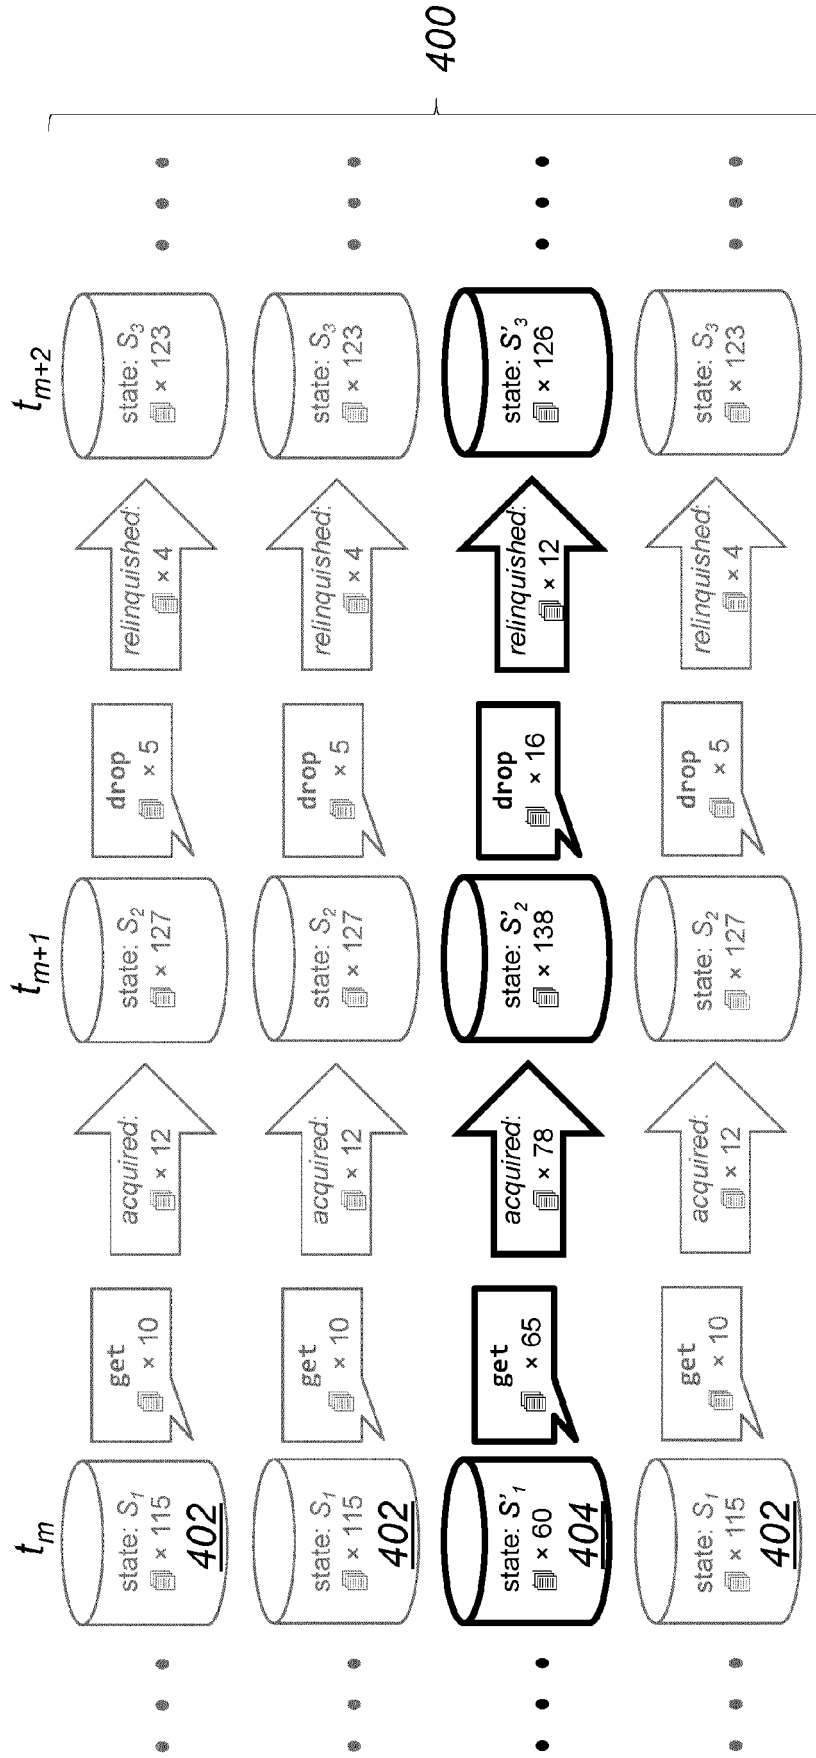 400
t_m
t_{m+1}
t_{m+2}
state: S_1
× 115
402
get
× 10
acquired:
× 12
state: S_2
× 127
drop
× 5
relinquished:
× 4
state: S_3
× 123
state: S_1
× 115
402
get
× 10
acquired:
× 12
state: S_2
× 127
drop
× 5
relinquished:
× 4
state: S_3
× 123
state: S'_1
× 60
404
get
× 65
acquired:
× 78
state: S'_2
× 138
drop
× 16
relinquished:
× 12
state: S'_3
× 126
state: S_1
× 115
402
get
× 10
acquired:
× 12
state: S_2
× 127
drop
× 5
relinquished:
× 4
state: S_3
× 123